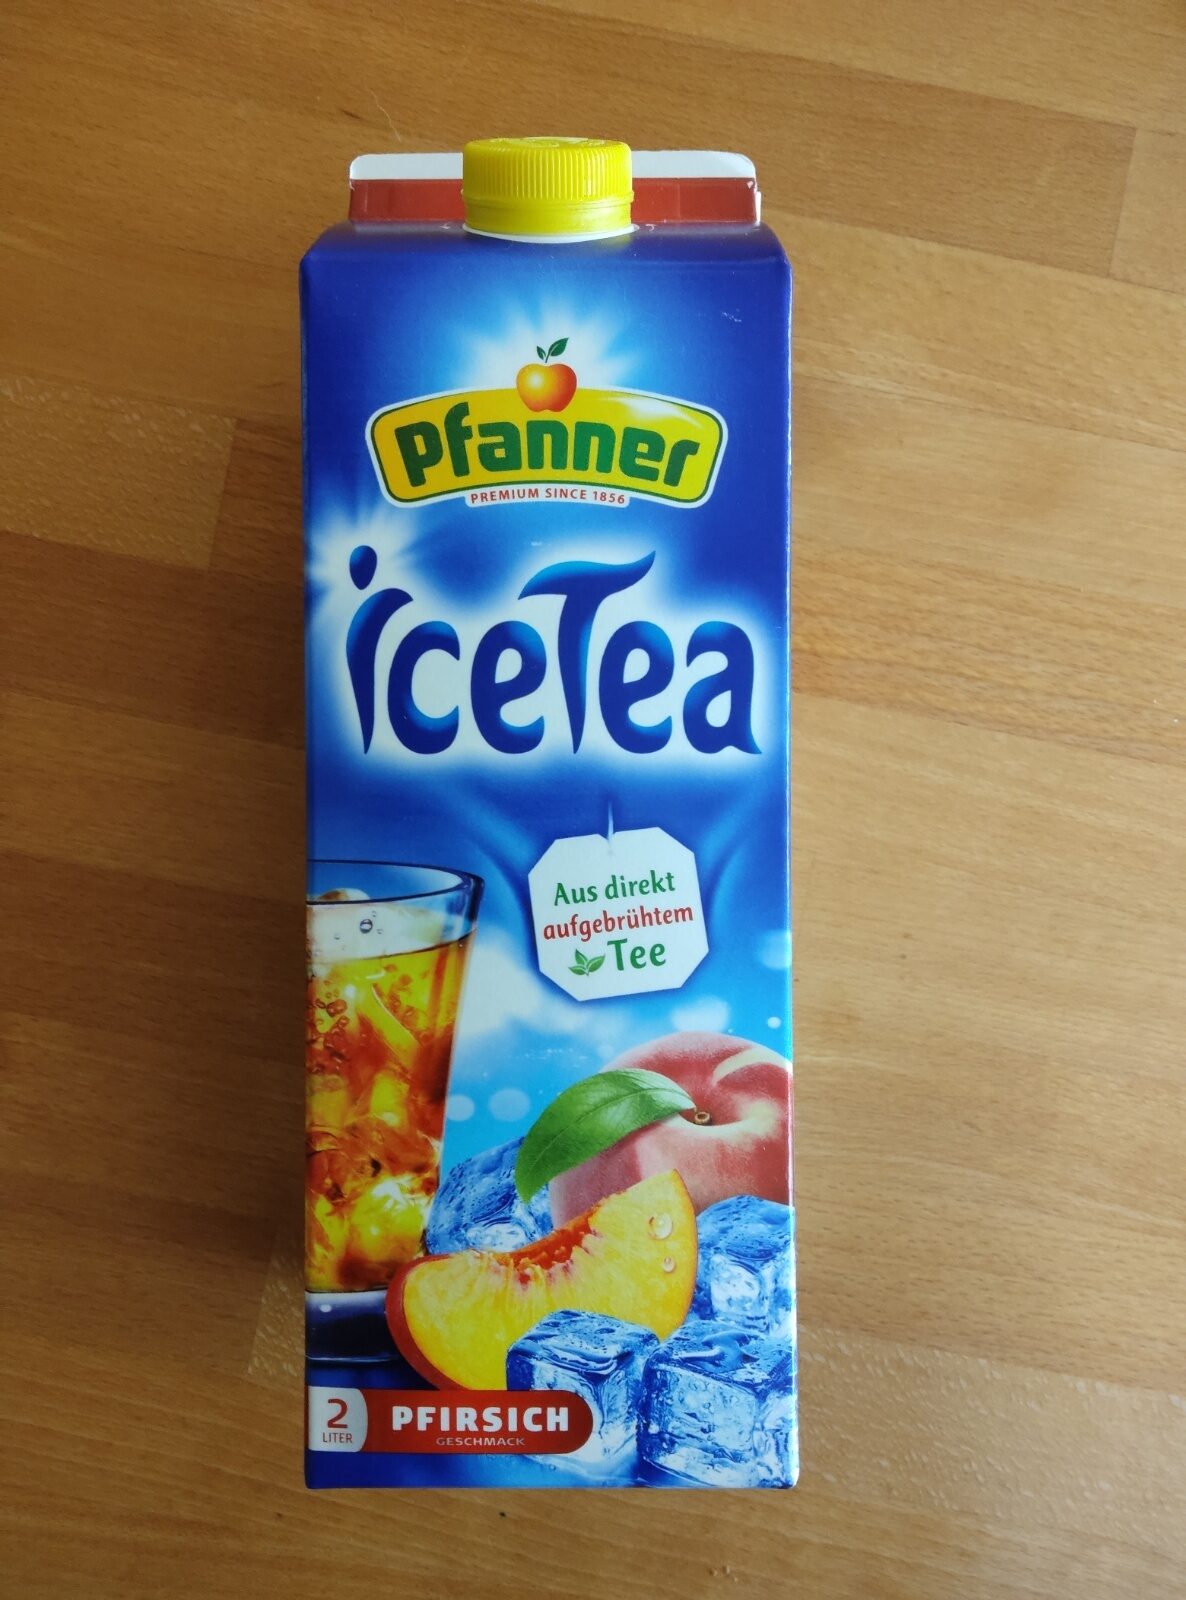 Pfanner
PREMIUM SINCE 1856
iceTea
Aus direkt
aufgebrühtem
Tee
2
LITER
PFIRSICH
GESCHMACK